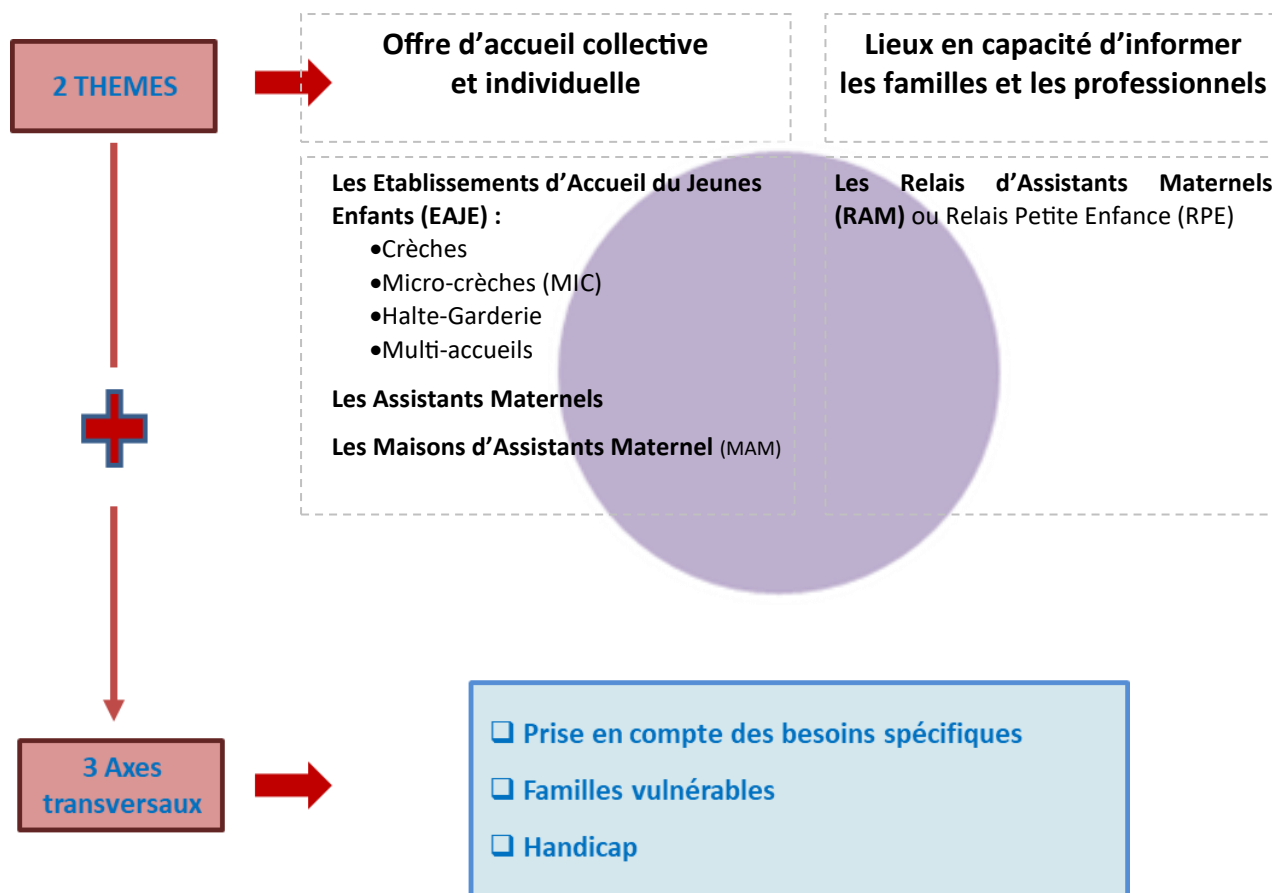 2 THEMES
Offre d’accueil collective
et individuelle
Lieux en capacité d’informer
les familles et les professionnels
Les Etablissements d’Accueil du Jeunes
Enfants (EAJE) :
•Crèches
•Micro-crèches (MIC)
•Halte-Garderie
•Multi-accueils
Les Assistants Maternels
Les Maisons d’Assistants Maternel (MAM)
Les Relais d’Assistants Maternels
(RAM) ou Relais Petite Enfance (RPE)
3 Axes
transversaux
❑ Prise en compte des besoins spécifiques
❑ Familles vulnérables
❑ Handicap